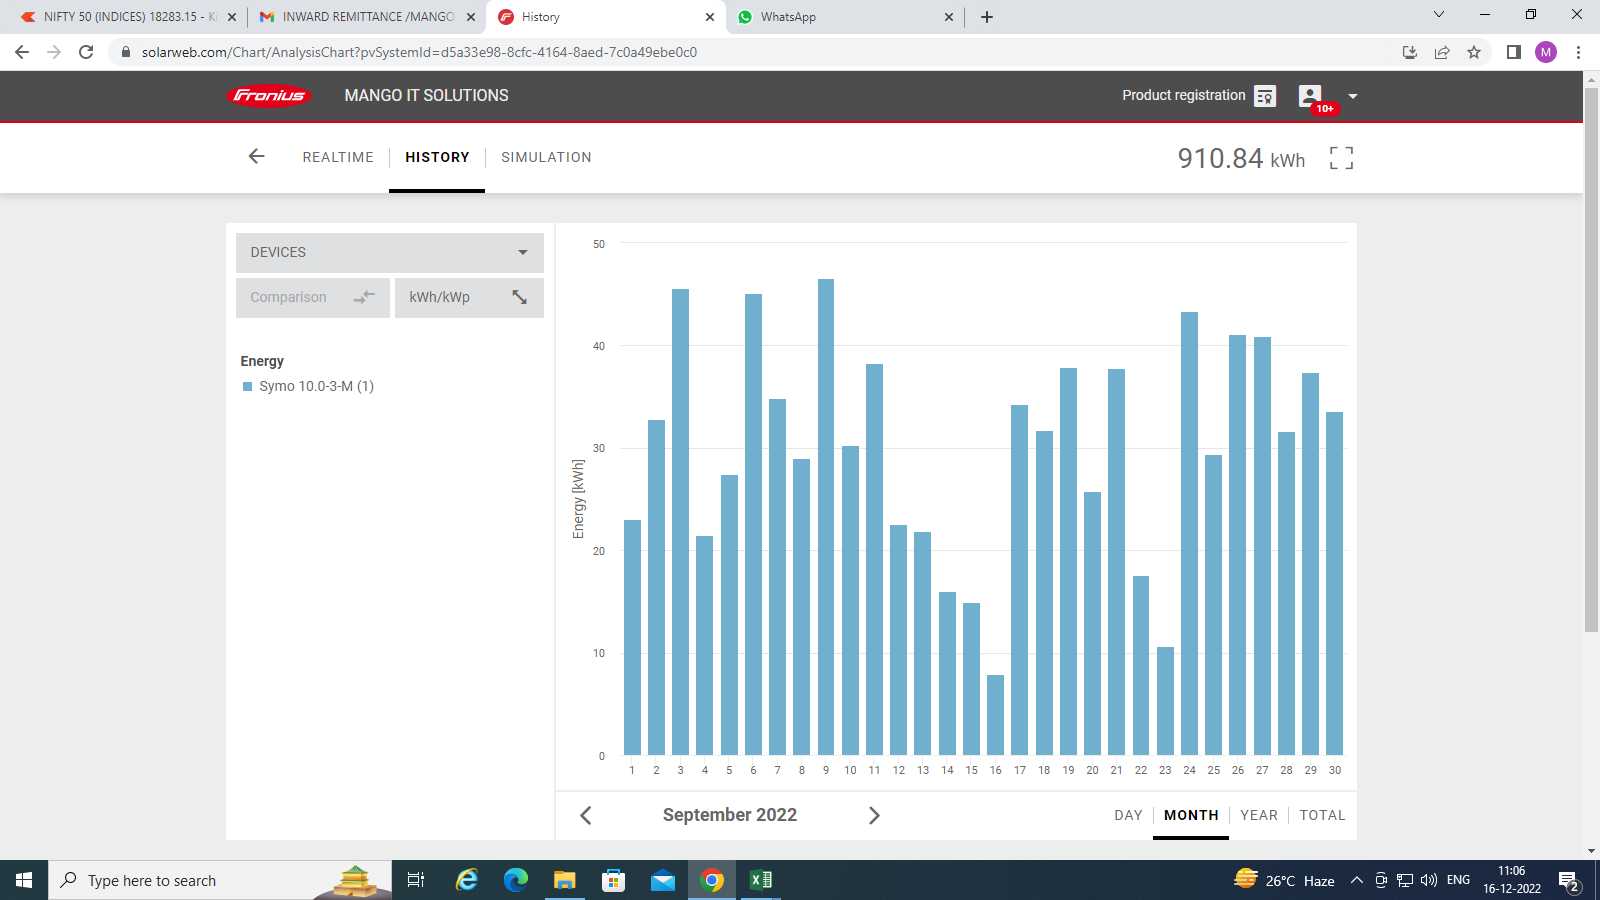 NIFTY 50 (INDICES) 18283.15 - Ki
INWARD REMITTANCE /MANGO
History
WhatsApp
solarweb.com/Chart/AnalysisChart?pvSystemId=d5a33e98-8cfc-4164-8aed-7c0a49ebe0c0
M
Fronius
MANGO IT SOLUTIONS
Product registration
10+
REALTIME
HISTORY
SIMULATION
910.84 kWh
DEVICES
Comparison
kWh/kWp
Energy
Symo 10.0-3-M (1)
50
40
30
20
10
0
Energy [kWh]
1 2 3 4 5 6 7 8 9 10 11 12 13 14 15 16 17 18 19 20 21 22 23 24 25 26 27 28 29 30
September 2022
DAY
MONTH
YEAR
TOTAL
Type here to search
26°C Haze
ENG
11:06
16-12-2022
2